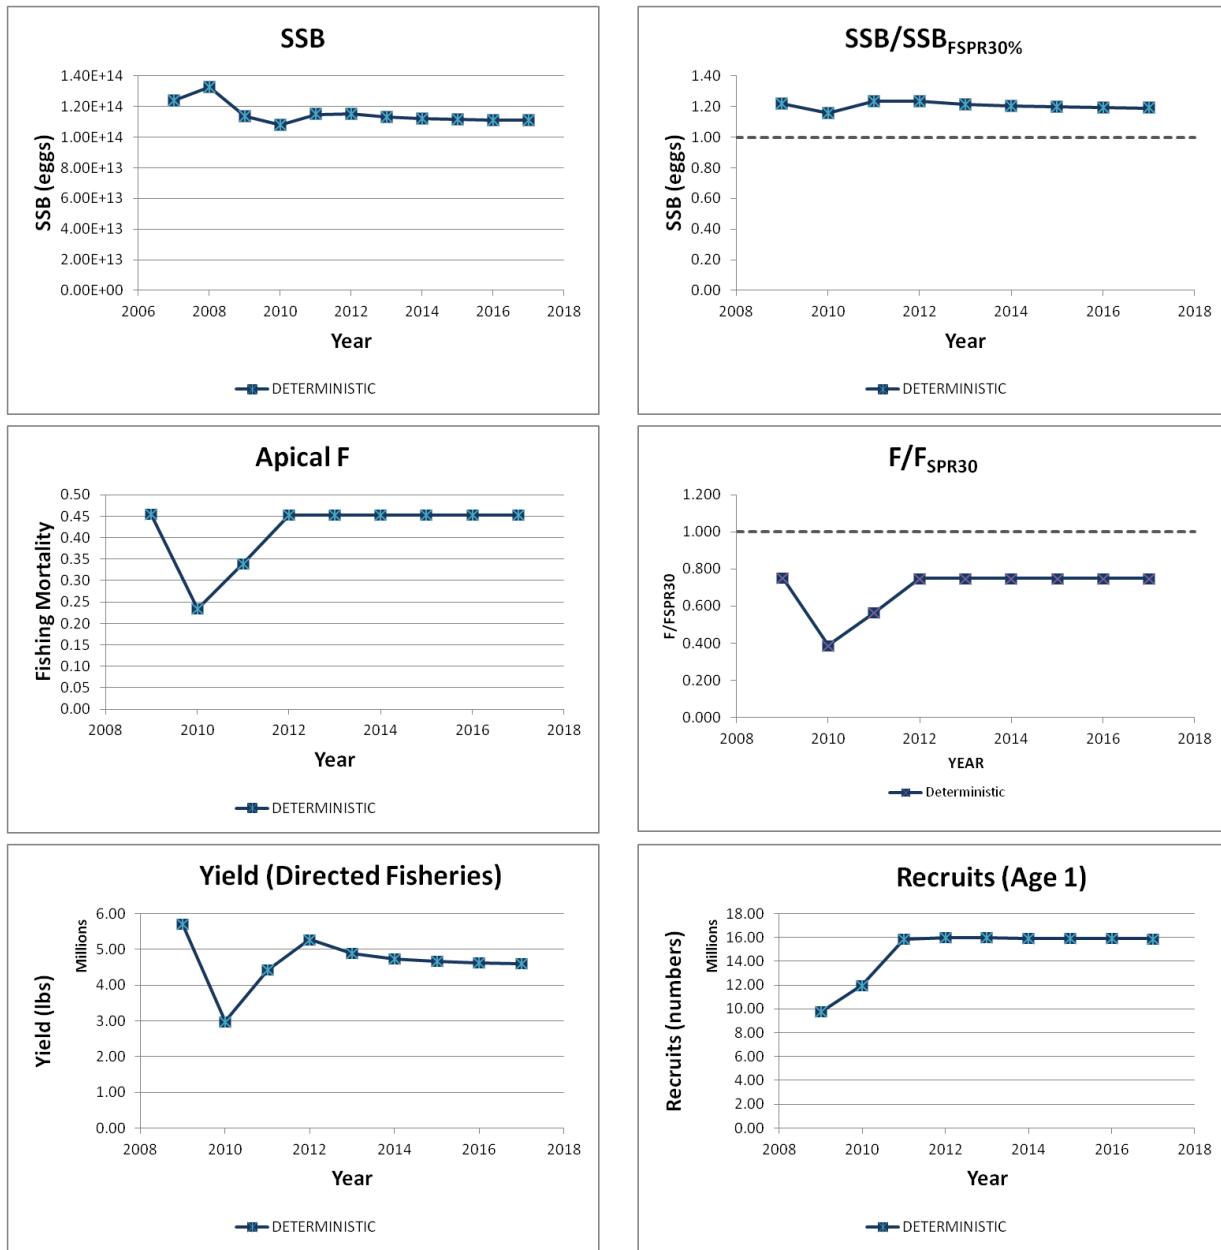 SSB
1.40E+14
1.20E+14
1.00E+14
8.00E+13
6.00E+13
4.00E+13
2.00E+13
0.00E+00
SSB (eggs)
2006 2008 2010 2012 2014 2016 2018
Year
DETERMINISTIC
SSB/SSBFSPR30%
1.40
1.20
1.00
0.80
0.60
0.40
0.20
0.00
SSB (eggs)
2008 2010 2012 2014 2016 2018
Year
DETERMINISTIC
Apical F
0.50
0.45
0.40
0.35
0.30
0.25
0.20
0.15
0.10
0.05
0.00
Fishing Mortality
2008 2010 2012 2014 2016 2018
Year
DETERMINISTIC
F/FSPR30
1.200
1.000
0.800
0.600
0.400
0.200
0.000
F/FSPR30
2008 2010 2012 2014 2016 2018
YEAR
Deterministic
Yield (Directed Fisheries)
6.00
5.00
4.00
3.00
2.00
1.00
0.00
Millions
Yield (lbs)
2008 2010 2012 2014 2016 2018
Year
DETERMINISTIC
Recruits (Age 1)
18.00
16.00
14.00
12.00
10.00
8.00
6.00
4.00
2.00
0.00
Millions
Recruits (numbers)
2008 2010 2012 2014 2016 2018
Year
DETERMINISTIC